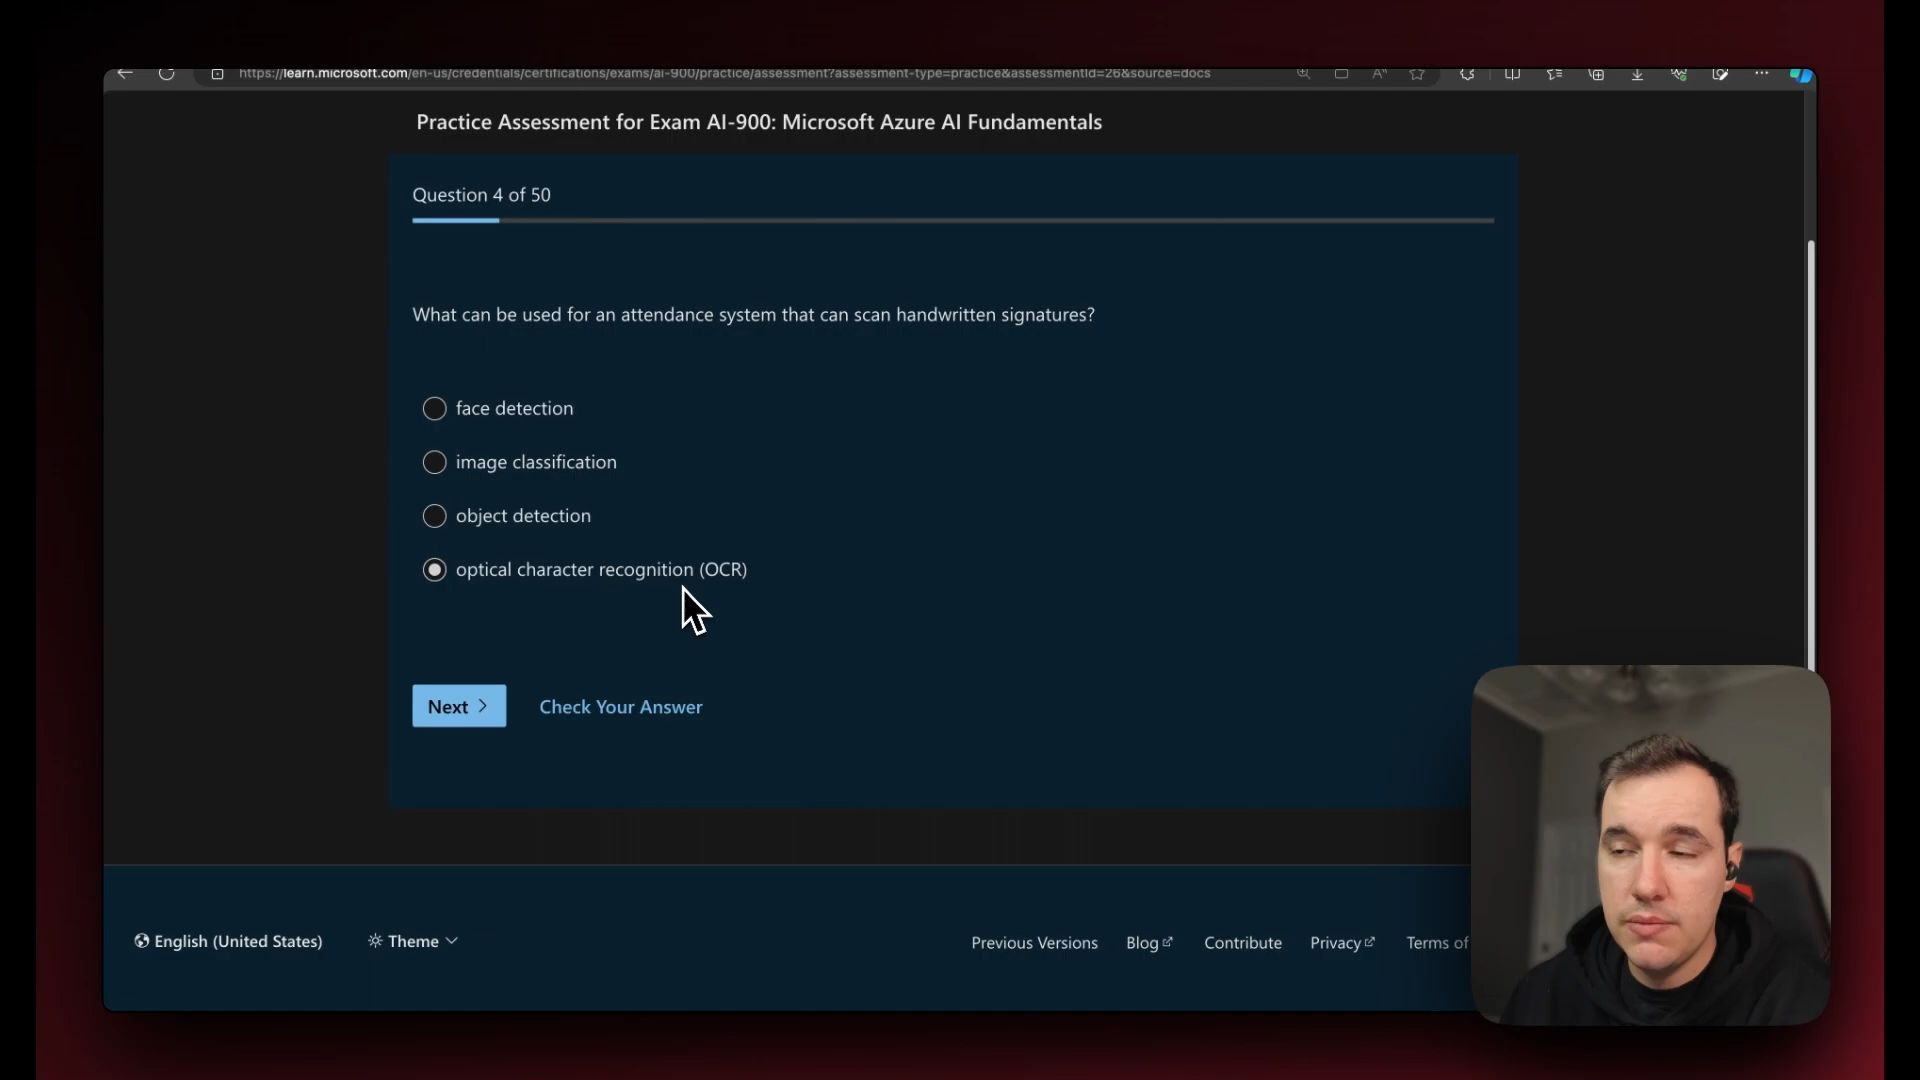 https://learn.microsoft.com/en-us/credentials/certifications/exams/ai-900/practice/assessment?assessment-type=practice&assessmentId=26&source=docs
Practice Assessment for Exam AI-900: Microsoft Azure AI Fundamentals
Question 4 of 50
What can be used for an attendance system that can scan handwritten signatures?
face detection
image classification
object detection
optical character recognition (OCR)
Next
Check Your Answer
English (United States)
Theme
Previous Versions
Blog
Contribute
Privacy
Terms of